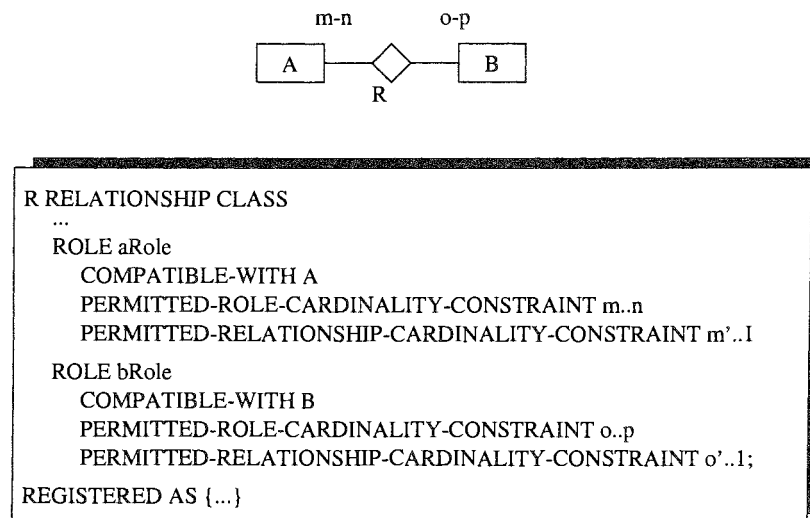 m-n o-p
A B
R
R RELATIONSHIP CLASS
...
ROLE aRole
COMPATIBLE-WITH A
PERMITTED-ROLE-CARDINALITY-CONSTRAINT m..n
PERMITTED-RELATIONSHIP-CARDINALITY-CONSTRAINT m'..I
ROLE bRole
COMPATIBLE-WITH B
PERMITTED-ROLE-CARDINALITY-CONSTRAINT o..p
PERMITTED-RELATIONSHIP-CARDINALITY-CONSTRAINT o'..1;
REGISTERED AS {...}